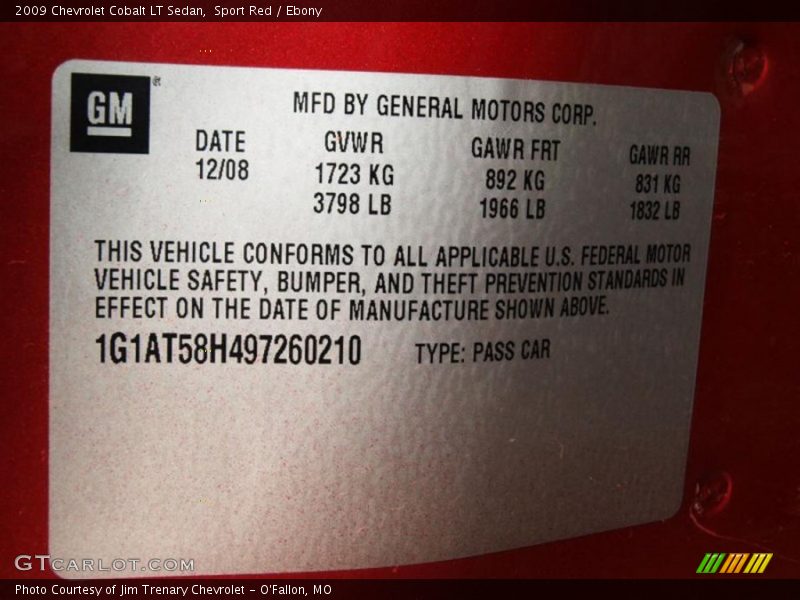 2009 Chevrolet Cobalt LT Sedan,  Sport Red / Ebony
GM
MFD BY GENERAL MOTORS CORP.
DATE GVWR GAWR FRT GAWR RR
12/08 1723 KG 892 KG 831 KG
3798 LB 1966 LB 1832 LB
THIS VEHICLE CONFORMS TO ALL APPLICABLE U.S. FEDERAL MOTOR
VEHICLE SAFETY, BUMPER, AND THEFT PREVENTION STANDARDS IN
EFFECT ON THE DATE OF MANUFACTURE SHOWN ABOVE.
1G1AT58H497260210 TYPE: PASS CAR
GTCARLOT.COM
Photo Courtesy of Jim Trenary Chevrolet - O'Fallon, MO